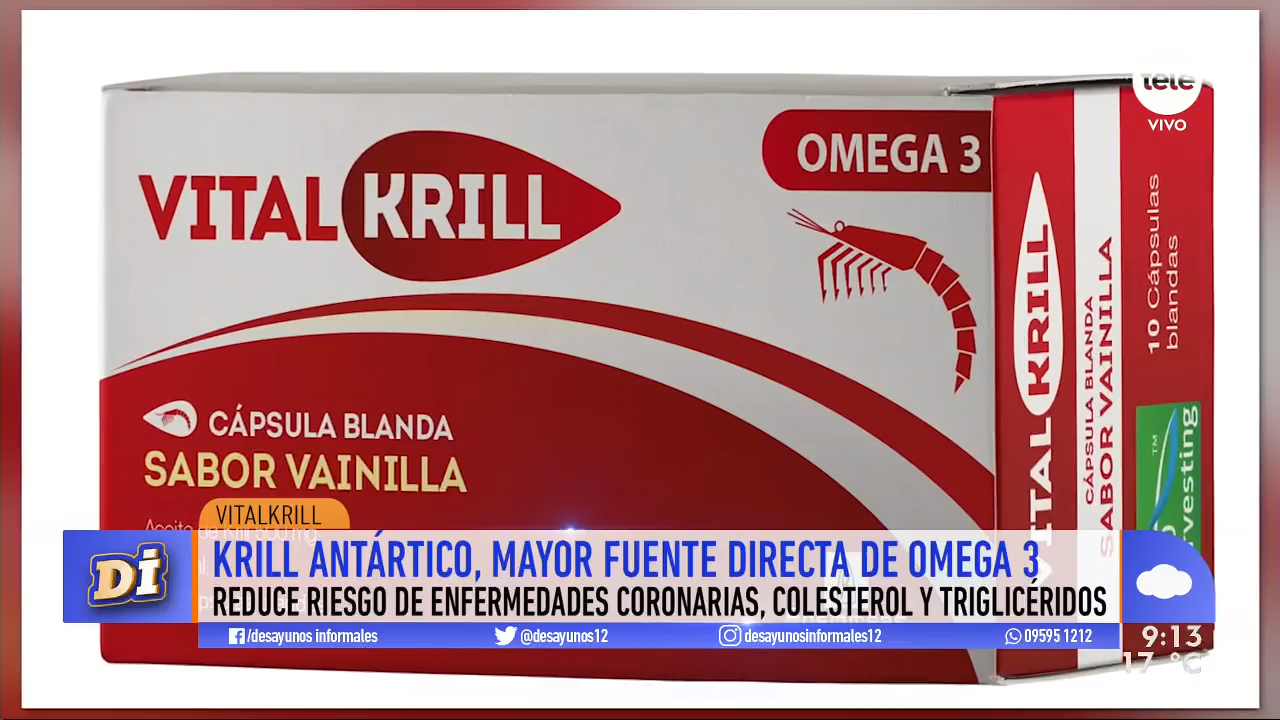 tele
VIVO
OMEGA 3
VITALKRILL
CÁPSULA BLANDA
SABOR VAINILLA
VITALKRILL
CÁPSULA BLANDA
SABOR VAINILLA
10 Cápsulas
blandas
TM
VITALKRILL
DI
KRILL ANTÁRTICO, MAYOR FUENTE DIRECTA DE OMEGA 3
REDUCE RIESGO DE ENFERMEDADES CORONARIAS, COLESTEROL Y TRIGLICÉRIDOS
/desayunos informales @desayunos12 desayunosinformales12 09595 1212
9:13
17 °C